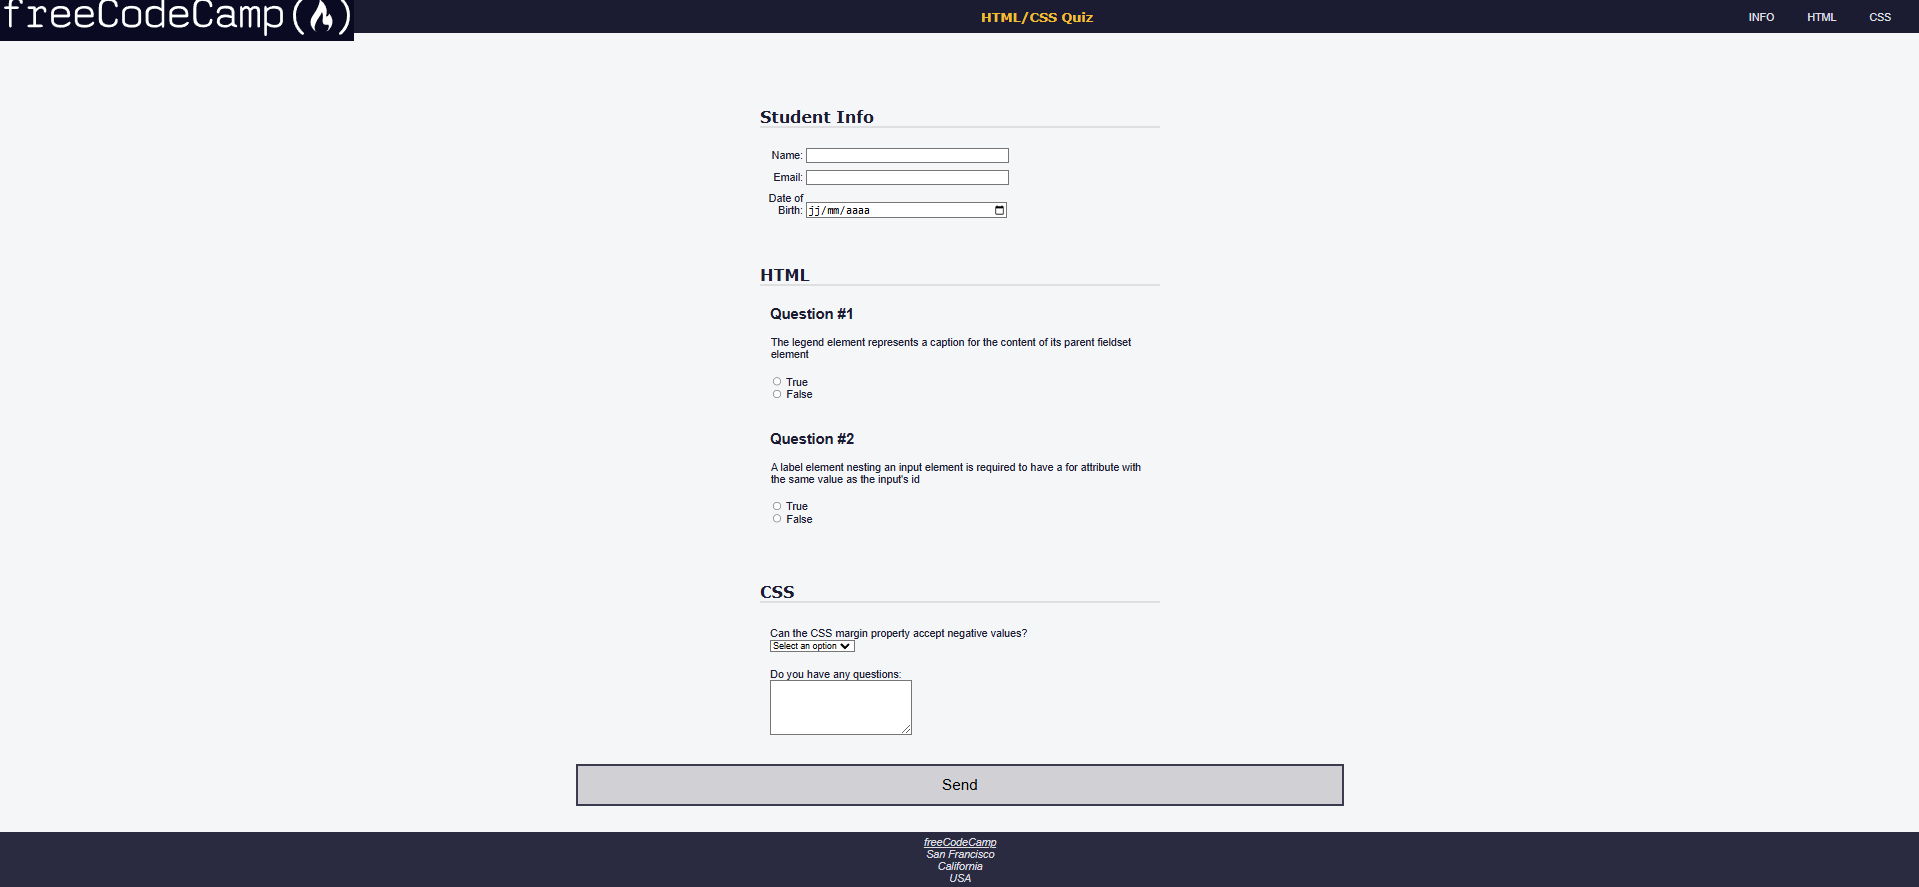 freeCodeCamp(🔥)
HTML/CSS Quiz
INFO
HTML
CSS
Student Info
Name:
Email:
Date of
Birth: jj/mm/aaaa
HTML
Question #1
The legend element represents a caption for the content of its parent fieldset
element
True
False
Question #2
A label element nesting an input element is required to have a for attribute with
the same value as the input's id
True
False
CSS
Can the CSS margin property accept negative values?
Select an option
Do you have any questions:
Send
freeCodeCamp
San Francisco
California
USA